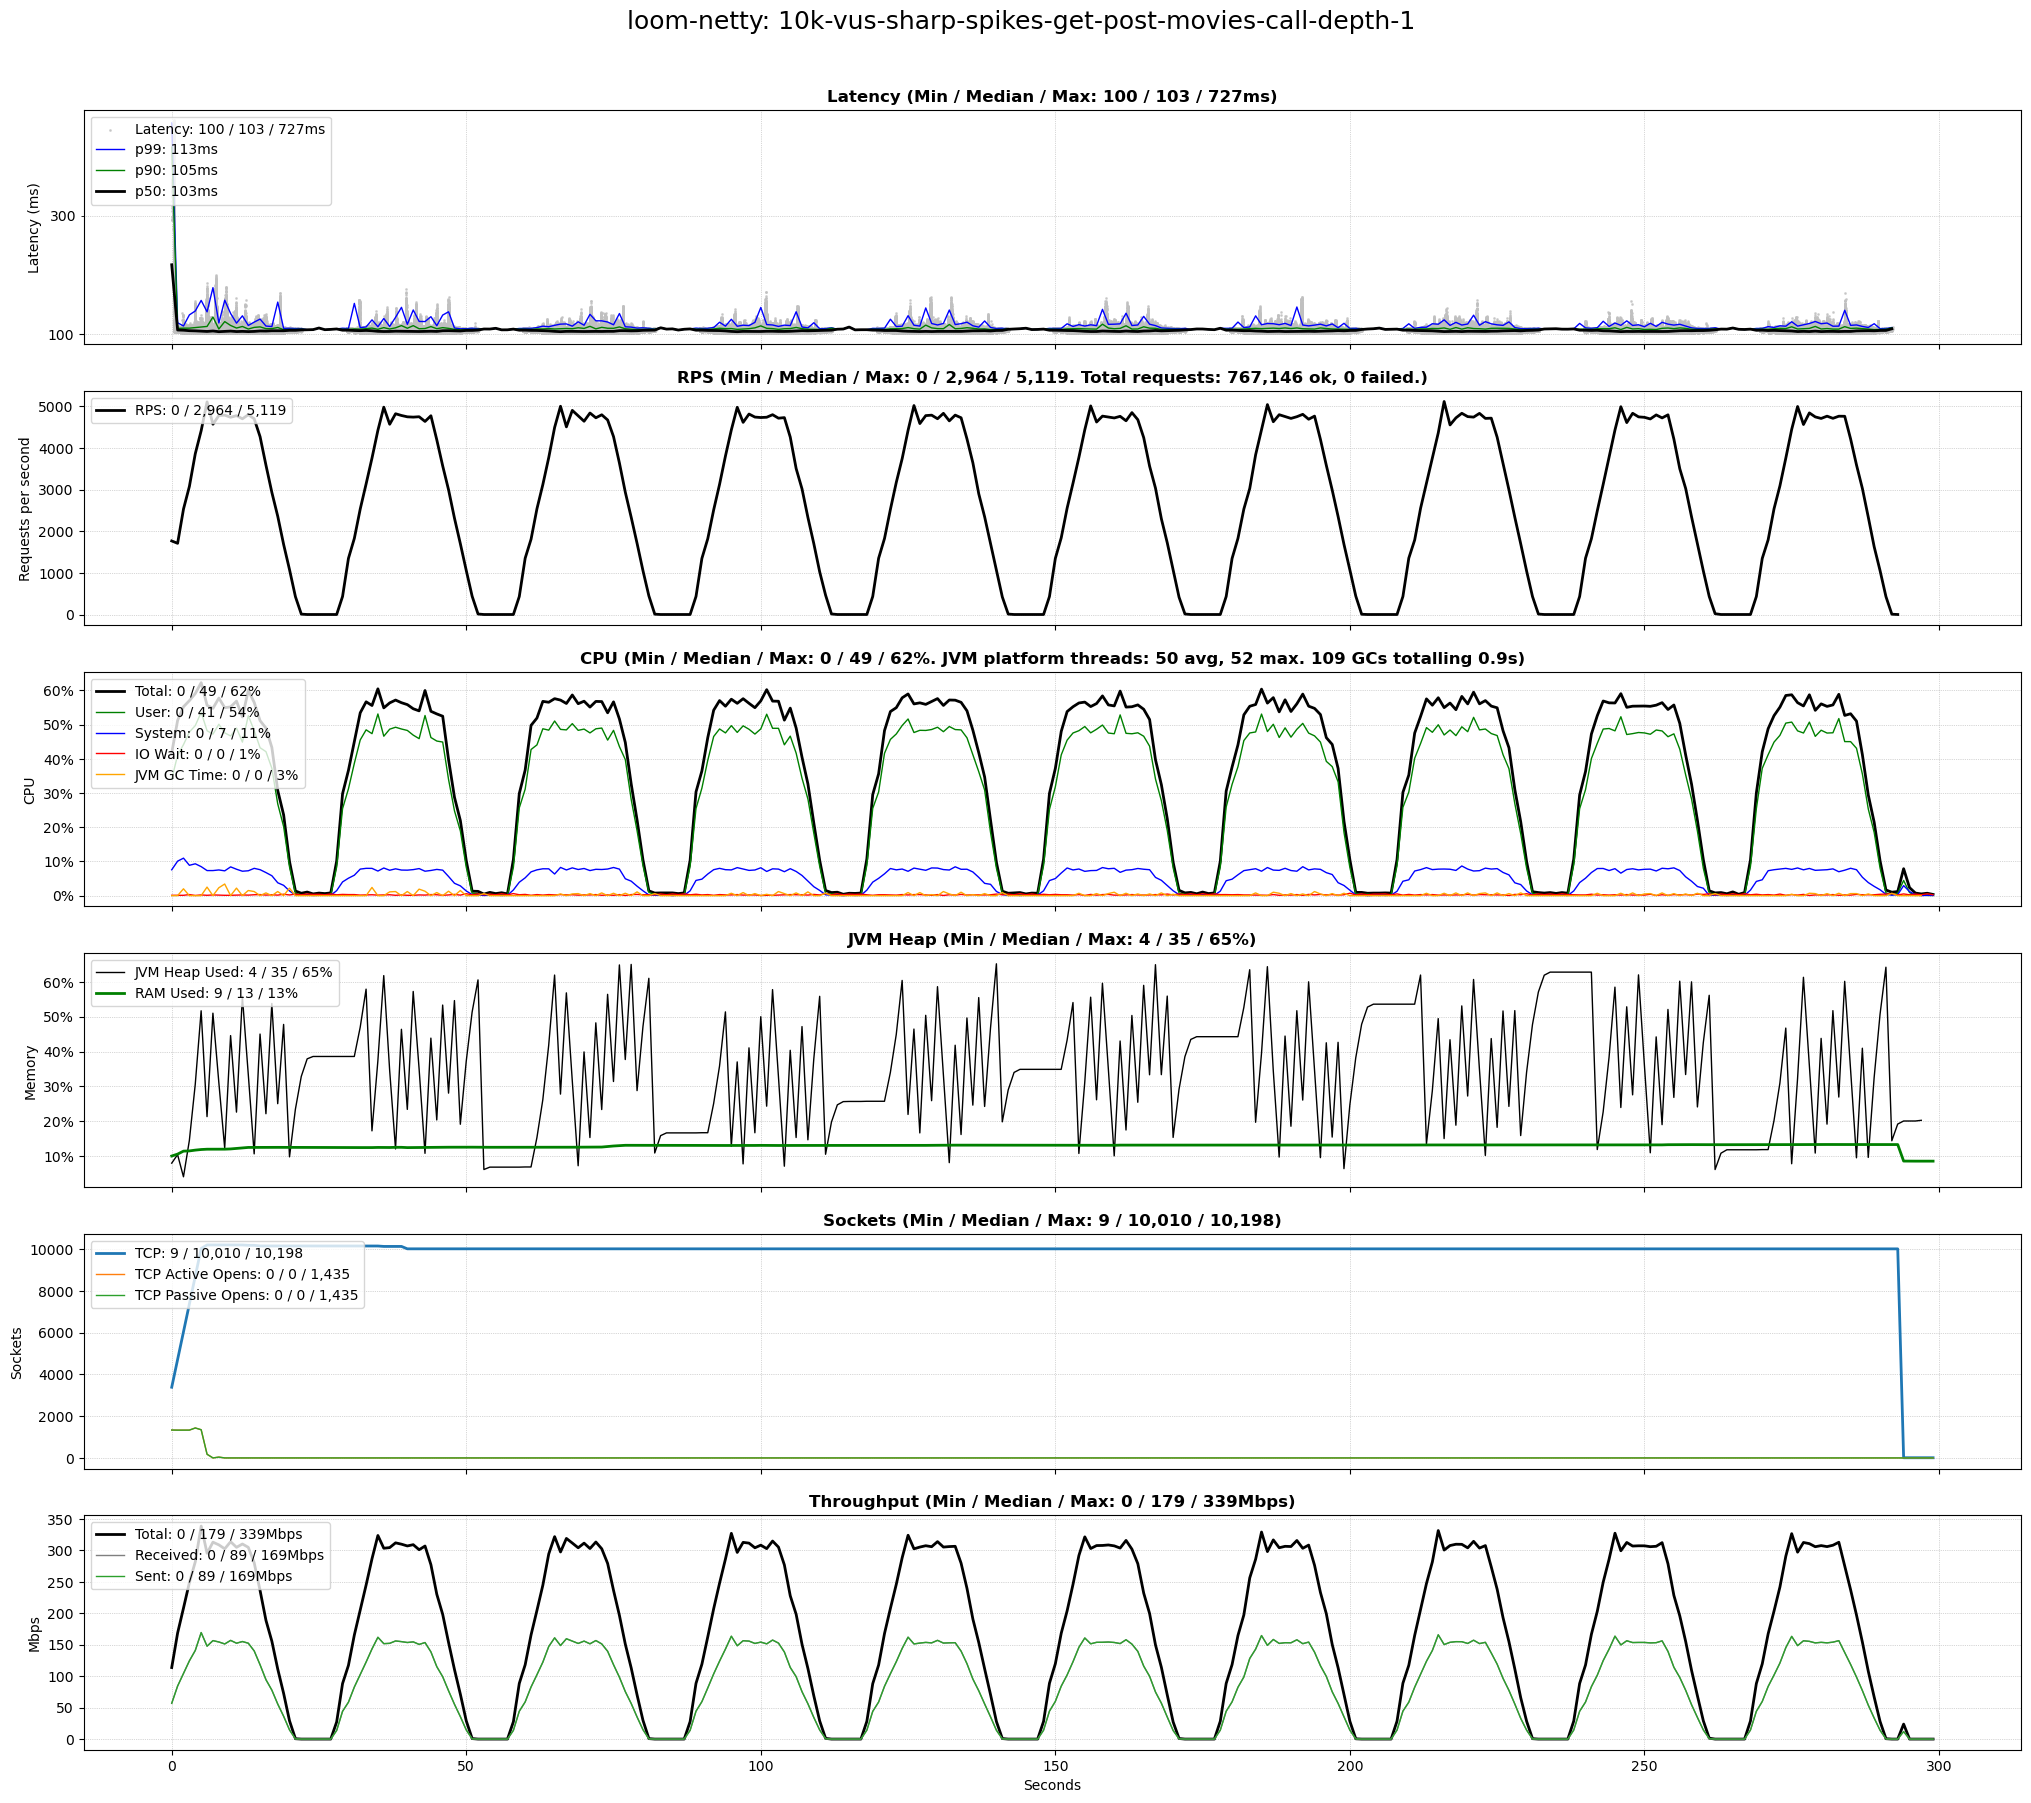 loom-netty: 10k-vus-sharp-spikes-get-post-movies-call-depth-1
Latency (Min / Median / Max: 100 / 103 / 727ms)
Latency: 100 / 103 / 727ms
p99: 113ms
p90: 105ms
p50: 103ms
Latency (ms)
300
100
RPS (Min / Median / Max: 0 / 2,964 / 5,119. Total requests: 767,146 ok, 0 failed.)
RPS: 0 / 2,964 / 5,119
Requests per second
5000
4000
3000
2000
1000
0
CPU (Min / Median / Max: 0 / 49 / 62%. JVM platform threads: 50 avg, 52 max. 109 GCs totalling 0.9s)
Total: 0 / 49 / 62%
User: 0 / 41 / 54%
System: 0 / 7 / 11%
IO Wait: 0 / 0 / 1%
JVM GC Time: 0 / 0 / 3%
CPU
60%
50%
40%
30%
20%
10%
0%
JVM Heap (Min / Median / Max: 4 / 35 / 65%)
JVM Heap Used: 4 / 35 / 65%
RAM Used: 9 / 13 / 13%
Memory
60%
50%
40%
30%
20%
10%
Sockets (Min / Median / Max: 9 / 10,010 / 10,198)
TCP: 9 / 10,010 / 10,198
TCP Active Opens: 0 / 0 / 1,435
TCP Passive Opens: 0 / 0 / 1,435
Sockets
10000
8000
6000
4000
2000
0
Throughput (Min / Median / Max: 0 / 179 / 339Mbps)
Total: 0 / 179 / 339Mbps
Received: 0 / 89 / 169Mbps
Sent: 0 / 89 / 169Mbps
Mbps
350
300
250
200
150
100
50
0
0 50 100 150 200 250 300
Seconds